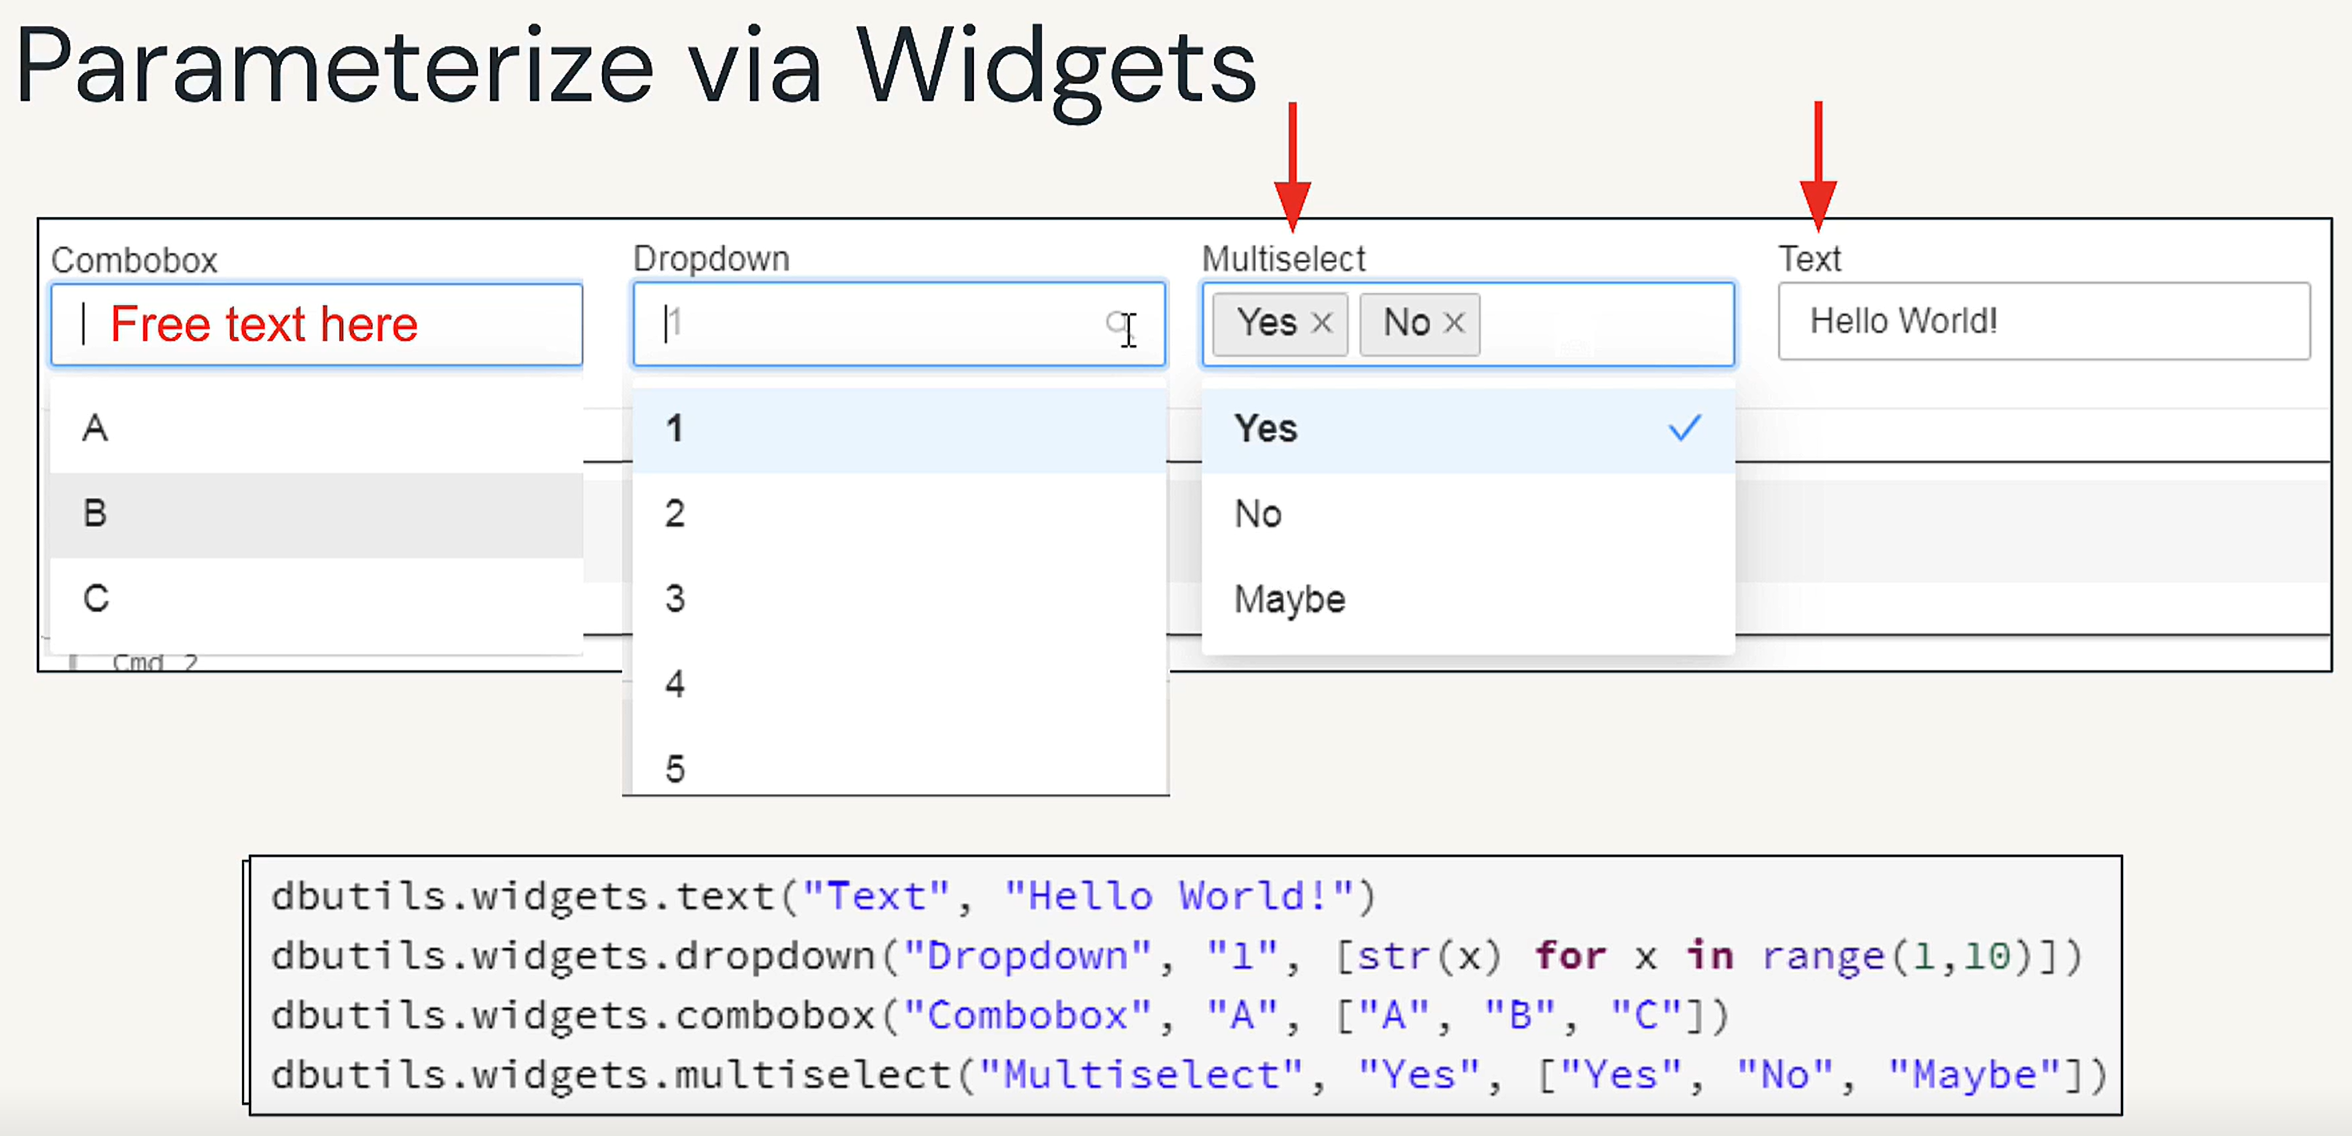 Parameterize via Widgets
Combobox
Dropdown
Multiselect
Text
Free text here
1
Yes × No ×
Hello World!
A
1
Yes
B
2
No
C
3
Maybe
Cmd 2
4
5
dbutils.widgets.text("Text", "Hello World!")
dbutils.widgets.dropdown("Dropdown", "1", [str(x) for x in range(1,10)])
dbutils.widgets.combobox("Combobox", "A", ["A", "B", "C"])
dbutils.widgets.multiselect("Multiselect", "Yes", ["Yes", "No", "Maybe"])